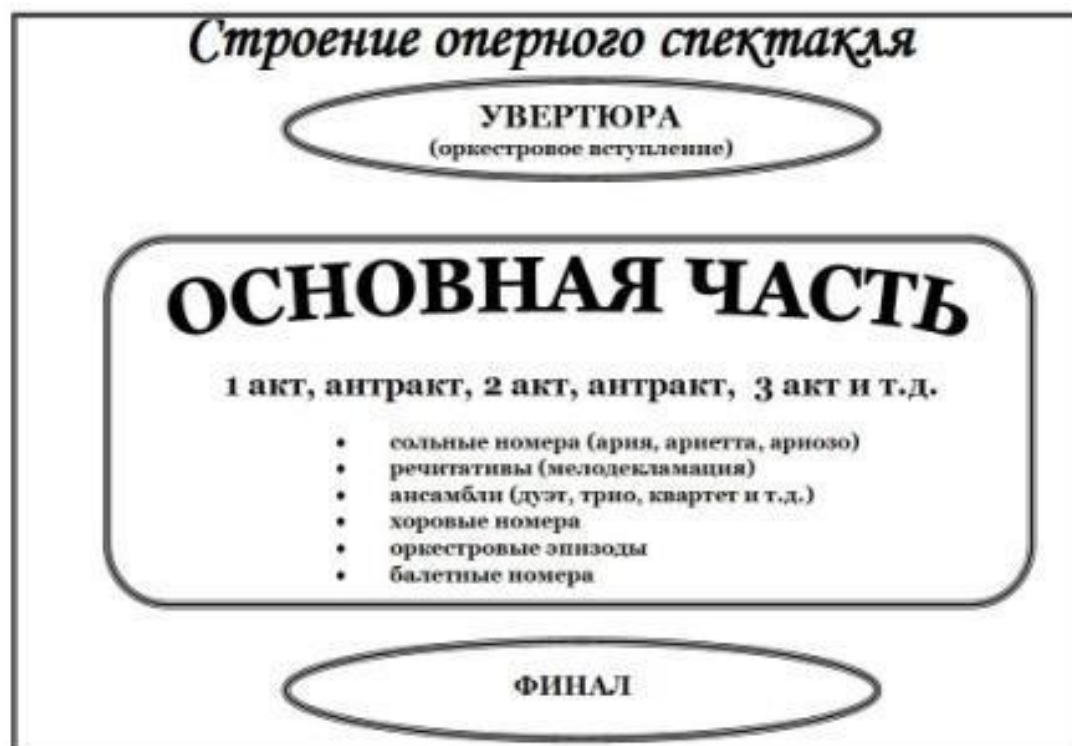 Строение оперного спектакля
УВЕРТЮРА
(оркестровое вступление)
ОСНОВНАЯ ЧАСТЬ
1 акт, антракт, 2 акт, антракт, 3 акт и т.д.
• сольные номера (ария, ариетта, ариозо)
• речитативы (мелодекламация)
• ансамбли (дуэт, трио, квартет и т.д.)
• хоровые номера
• оркестровые эпизоды
• балетные номера
ФИНАЛ